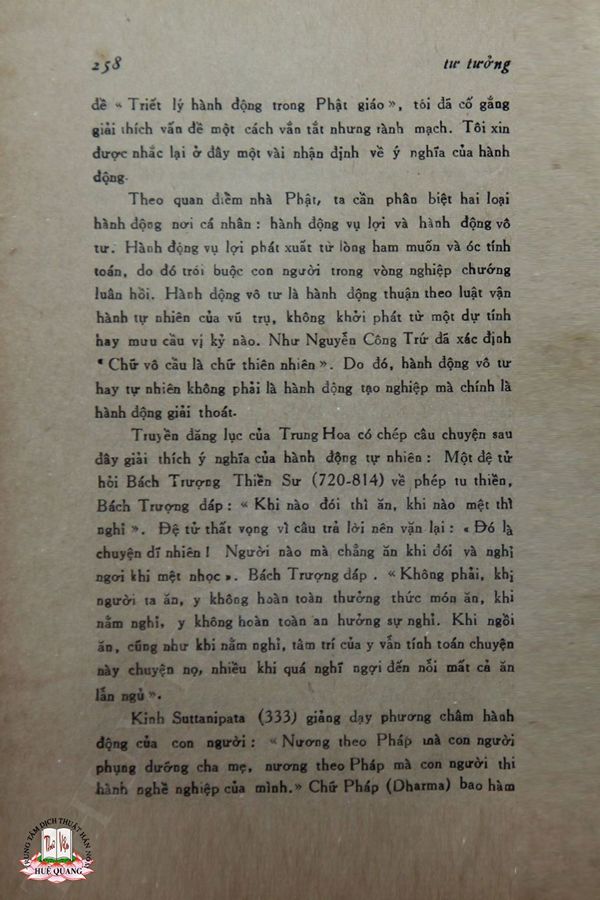 258 tư tưởng
đề « Triết lý hành động trong Phật giáo », tôi đã cố gắng
giải thích vấn đề một cách vắn tắt nhưng rành mạch. Tôi xin
được nhắc lại ở đây một vài nhận định về ý nghĩa của hành
động.
Theo quan điểm nhà Phật, ta cần phân biệt hai loại
hành động nơi cá nhân : hành động vụ lợi và hành động vô
tư. Hành động vụ lợi phát xuất từ lòng ham muốn và óc tính
toán, do đó trói buộc con người trong vòng nghiệp chướng
luân hồi. Hành động vô tư là hành động thuận theo luật vận
hành tự nhiên của vũ trụ, không khởi phát từ một dự tính
hay mưu cầu vị kỷ nào. Như Nguyễn Công Trứ đã xác định
« Chữ vô cầu là chữ thiên nhiên ». Do đó, hành động vô tư
hay tự nhiên không phải là hành động tạo nghiệp mà chính là
hành động giải thoát.
Truyền đăng lục của Trung Hoa có chép câu chuyện sau
đây giải thích ý nghĩa của hành động tự nhiên : Một đệ tử
hỏi Bách Trượng Thiền Sư (720-814) về phép tu thiền,
Bách Trượng đáp : « Khi nào đói thì ăn, khi nào mệt thì
nghỉ ». Đệ tử thất vọng vì câu trả lời nên vặn lại : « Đó là
chuyện dĩ nhiên ! Người nào mà chẳng ăn khi đói và nghỉ
ngơi khi mệt nhọc ». Bách Trượng đáp . « Không phải, khi
người ta ăn, y không hoàn toàn thưởng thức món ăn, khi
nằm nghỉ, y không hoàn toàn an hưởng sự nghỉ. Khi ngồi
ăn, cũng như khi nằm nghỉ, tâm trí của y vẫn tính toán chuyện
này chuyện nọ, nhiều khi quá nghĩ ngợi đến nỗi mất cả ăn
lẫn ngủ ».
Kinh Suttanipata (333) giảng dạy phương châm hành
động của con người : « Nương theo Pháp mà con người
phụng dưỡng cha mẹ, nương theo Pháp mà con người thi
hành nghề nghiệp của mình.» Chữ Pháp (Dharma) bao hàm
TRUNG TÂM DỊCH THUẬT HÁN NÔM
Thư Viện
HUỆ QUANG